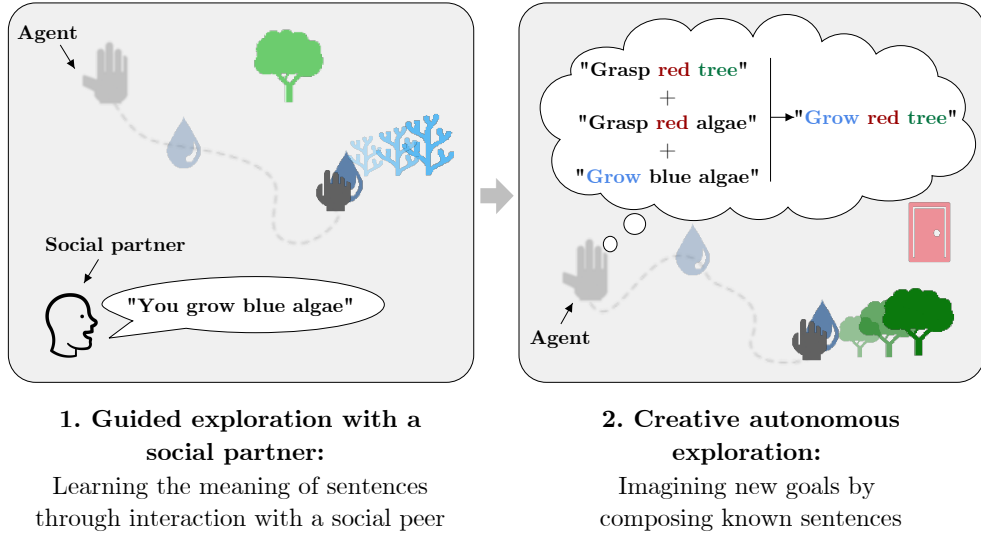 Agent
Social partner
"You grow blue algae"
"Grasp red tree"
+
"Grasp red algae"
+
"Grow blue algae"
"Grow red tree"
Agent
1. Guided exploration with a
social partner:
Learning the meaning of sentences
through interaction with a social peer
2. Creative autonomous
exploration:
Imagining new goals by
composing known sentences